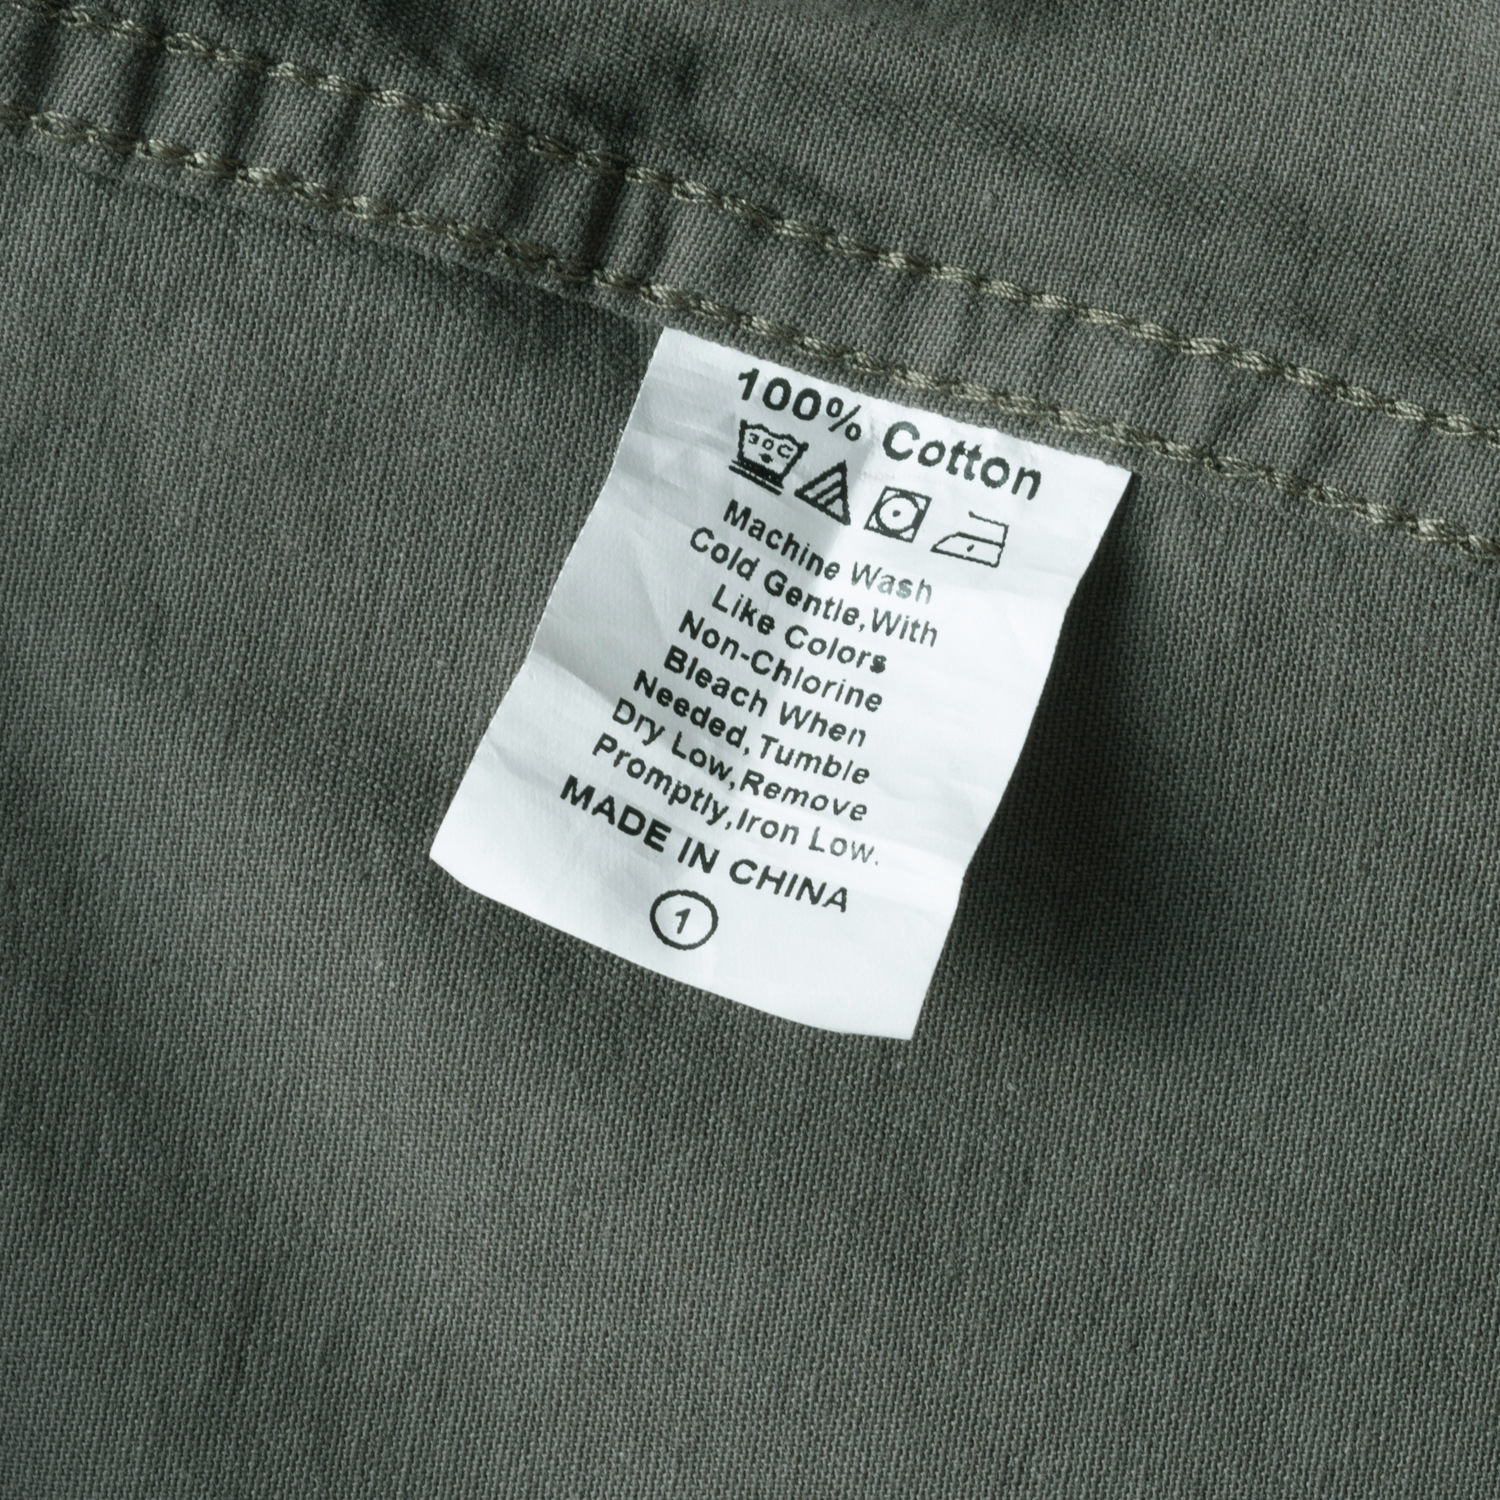 100% Cotton
30C
Machine Wash
Cold Gentle,With
Like Colors
Non-Chlorine
Bleach When
Needed,Tumble
Dry Low,Remove
Promptly,Iron Low.
MADE IN CHINA
1